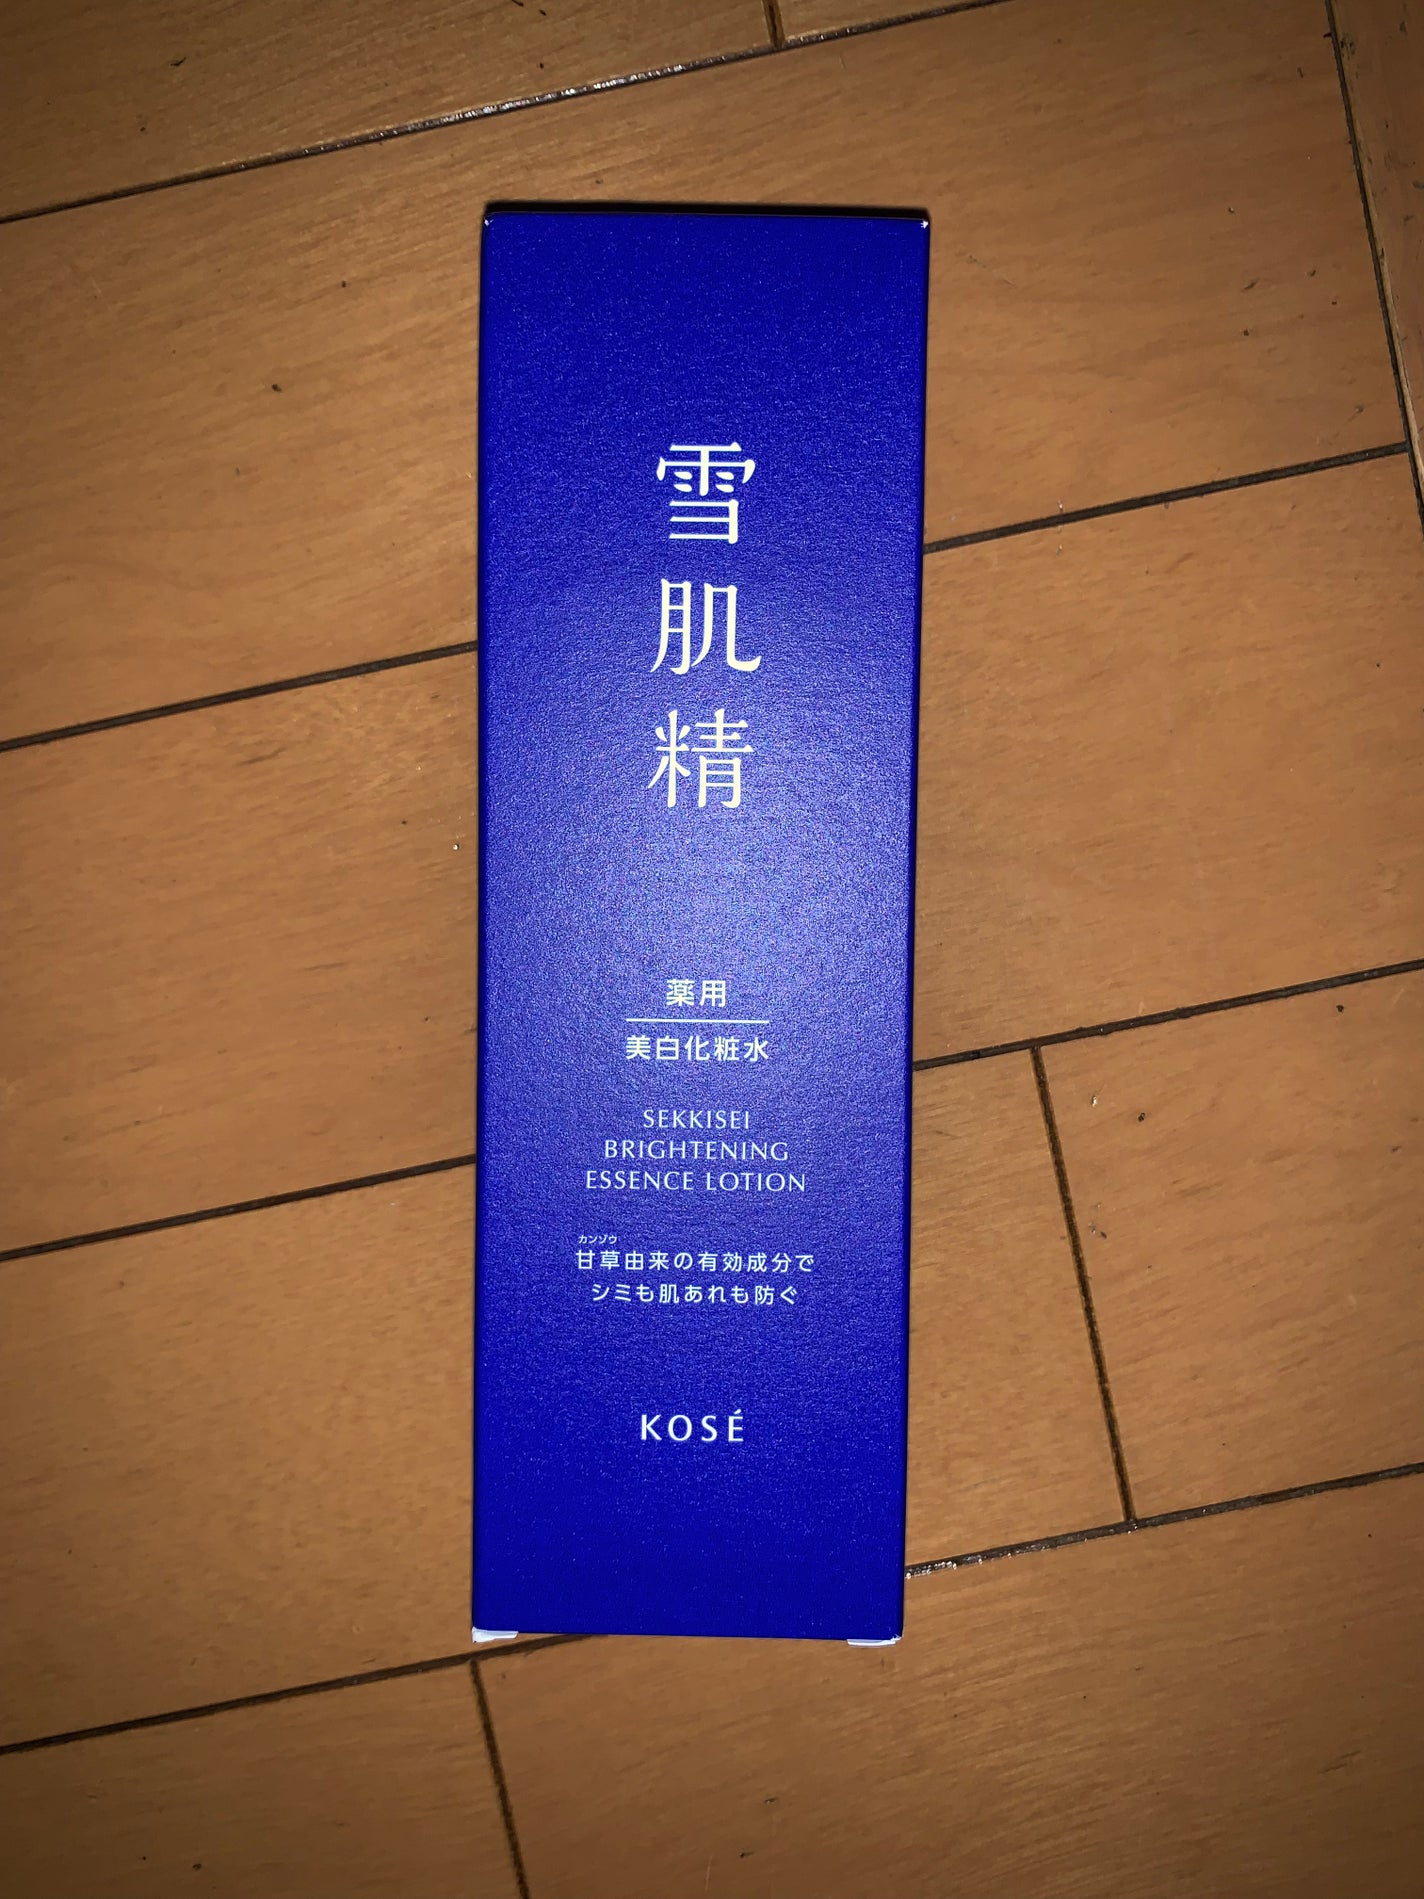 雪肌精
薬用
美白化粧水
SEKKISEI
BRIGHTENING
ESSENCE LOTION
カンゾウ
甘草由来の有効成分で
シミも肌あれも防ぐ
KOSÉ